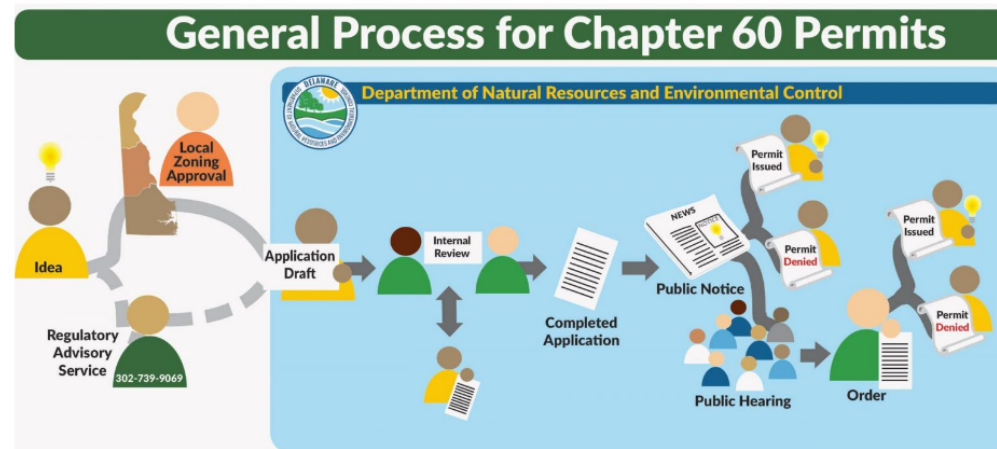 General Process for Chapter 60 Permits
Department of Natural Resources and Environmental Control
DELAWARE
Local
Zoning
Approval
Idea
Regulatory
Advisory
Service
302-739-9069
Application
Draft
Internal
Review
Completed
Application
NEWS
NOTICE
Public Notice
Permit
Issued
Permit
Denied
Public Hearing
Order
Permit
Issued
Permit
Denied